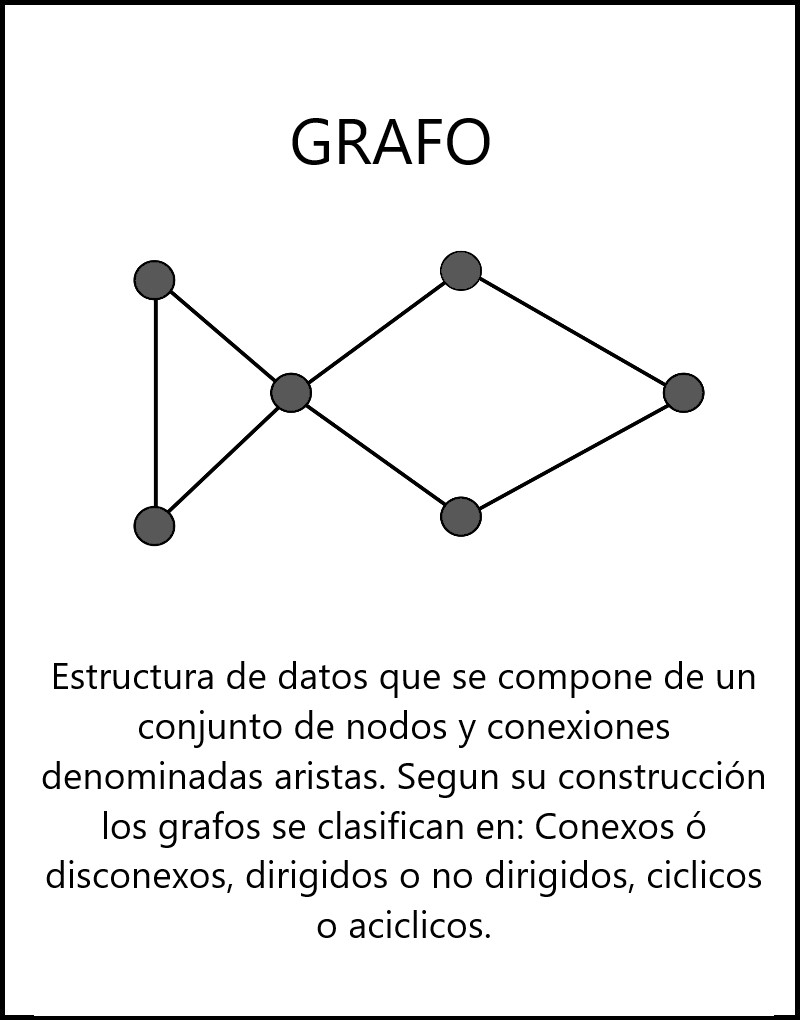 GRAFO
Estructura de datos que se compone de un
conjunto de nodos y conexiones
denominadas aristas. Segun su construcción
los grafos se clasifican en: Conexos ó
disconexos, dirigidos o no dirigidos, ciclicos
o aciclicos.